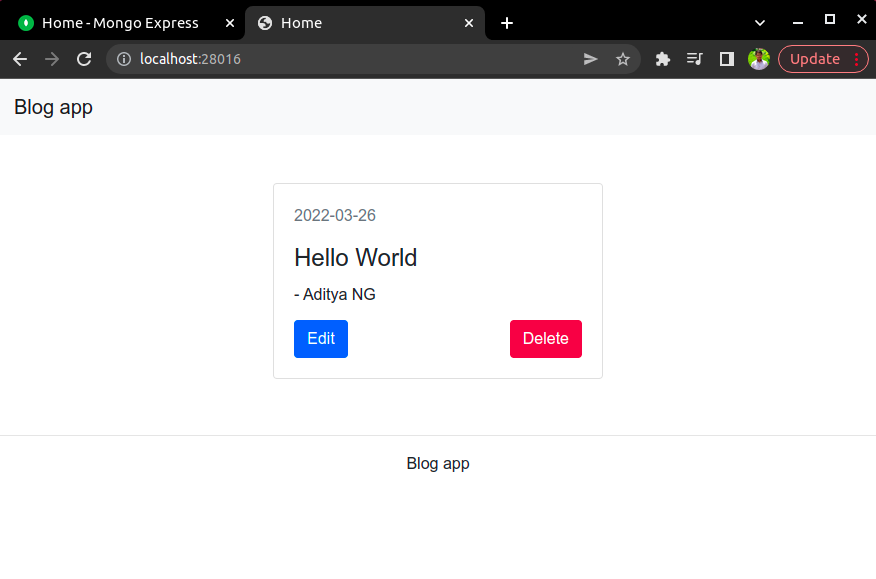 Home - Mongo Express
Home
localhost:28016
Update
Blog app
2022-03-26
Hello World
- Aditya NG
Edit
Delete
Blog app